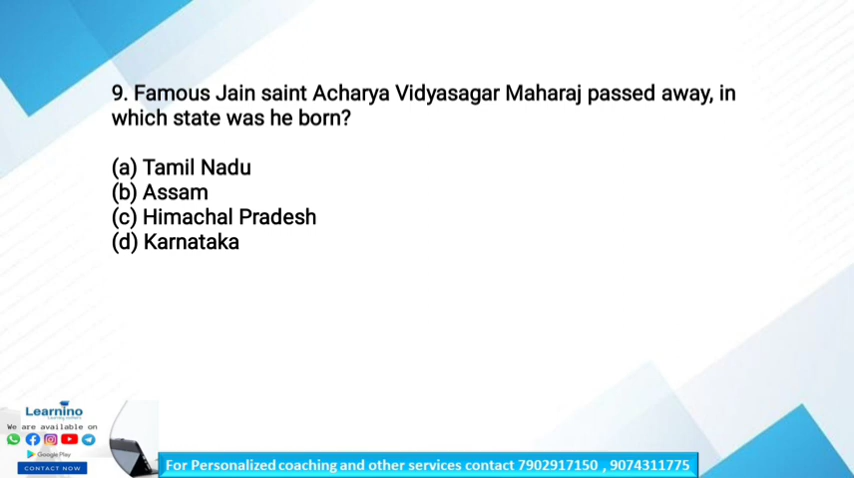 9. Famous Jain saint Acharya Vidyasagar Maharaj passed away, in
which state was he born?
(a) Tamil Nadu
(b) Assam
(c) Himachal Pradesh
(d) Karnataka
Learnino
We are available on
Google Play
CONTACT NOW
For Personalized coaching and other services contact 7902917150 , 9074311775